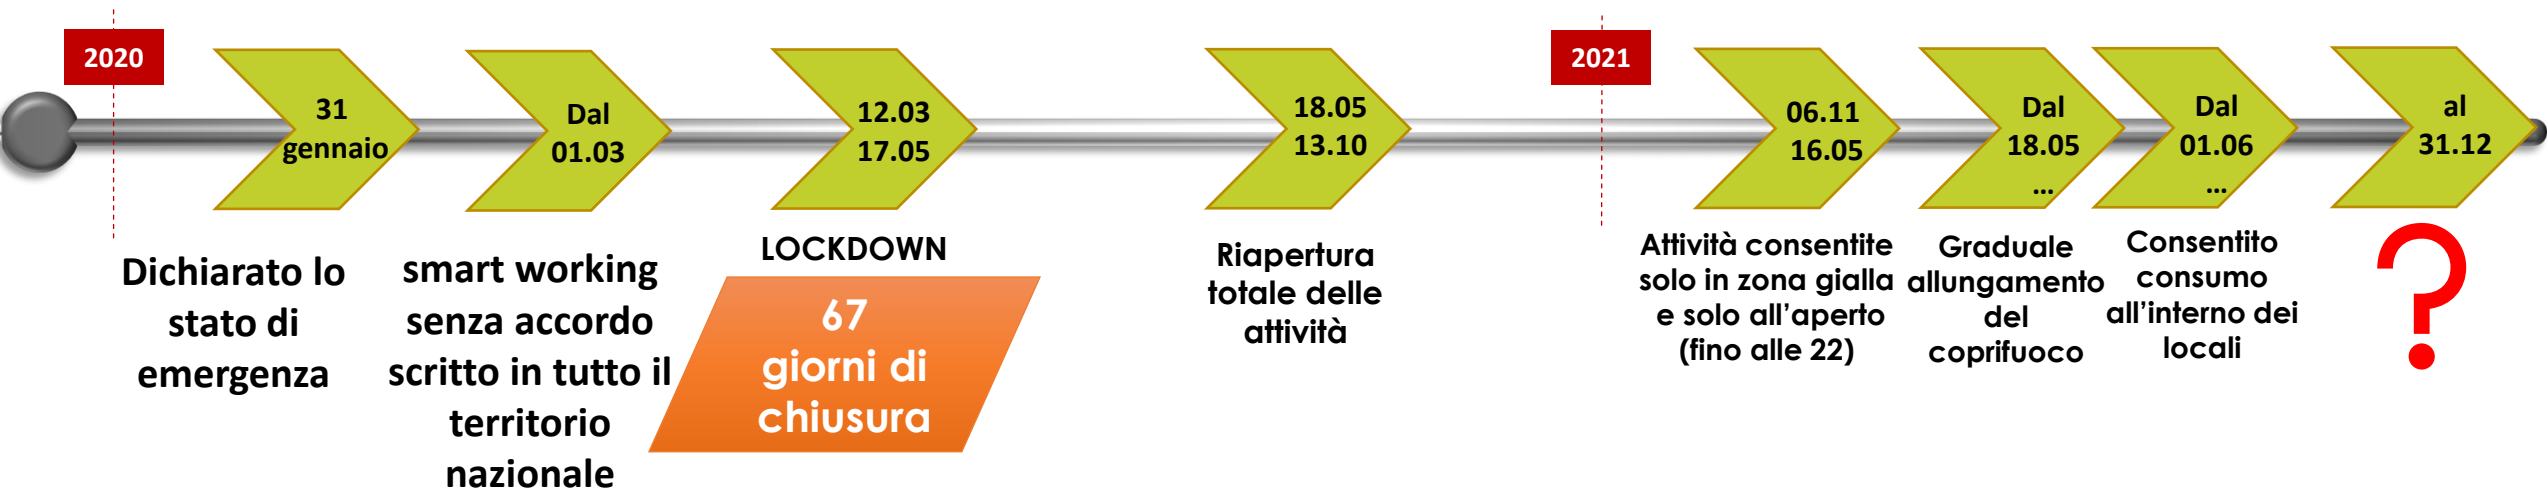 2020
31
gennaio
Dichiarato lo
stato di
emergenza
Dal
01.03
smart working
senza accordo
scritto in tutto il
territorio
nazionale
12.03
17.05
LOCKDOWN
67
giorni di
chiusura
18.05
13.10
Riapertura
totale delle
attività
2021
06.11
16.05
Attività consentite
solo in zona gialla
e solo all’aperto
(fino alle 22)
Dal
18.05
...
Graduale
allungamento
del
coprifuoco
Dal
01.06
...
Consentito
consumo
all’interno dei
locali
al
31.12
?